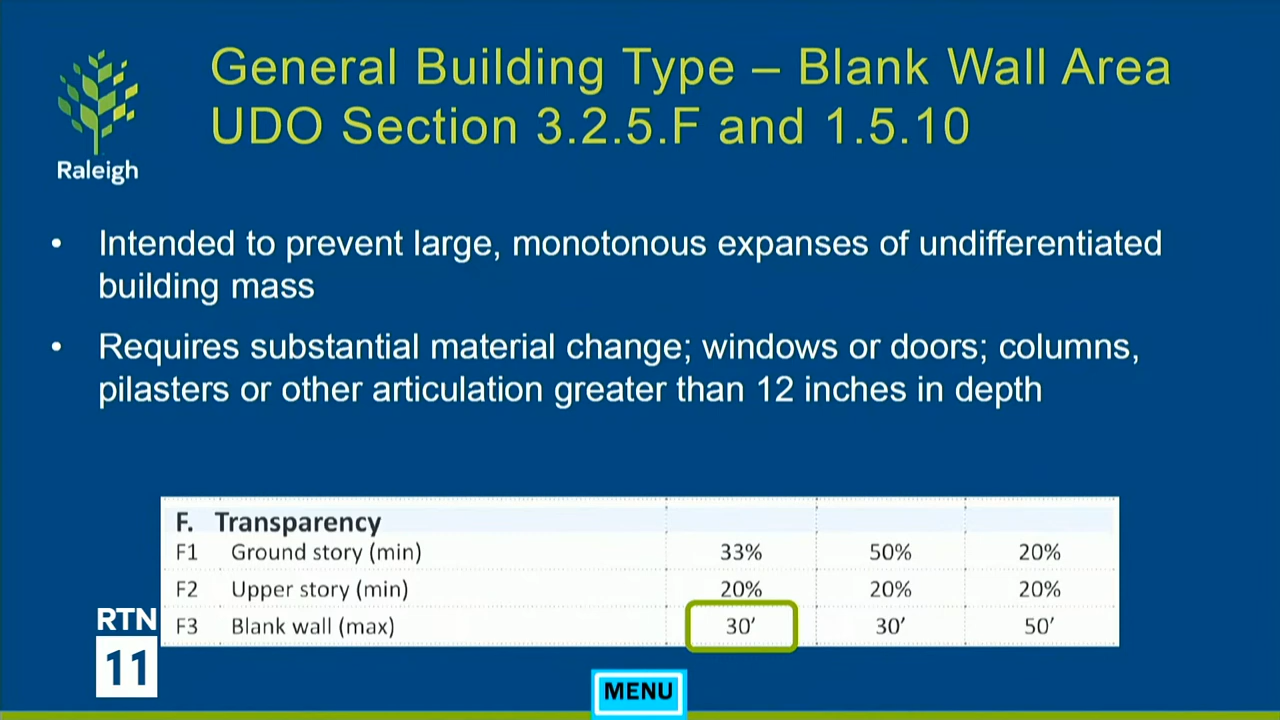 General Building Type – Blank Wall Area
UDO Section 3.2.5.F and 1.5.10
Raleigh
• Intended to prevent large, monotonous expanses of undifferentiated
building mass
• Requires substantial material change; windows or doors; columns,
pilasters or other articulation greater than 12 inches in depth
F. Transparency
F1 Ground story (min) 33% 50% 20%
F2 Upper story (min) 20% 20% 20%
F3 Blank wall (max) 30′ 30′ 50′
RTN
11
MENU